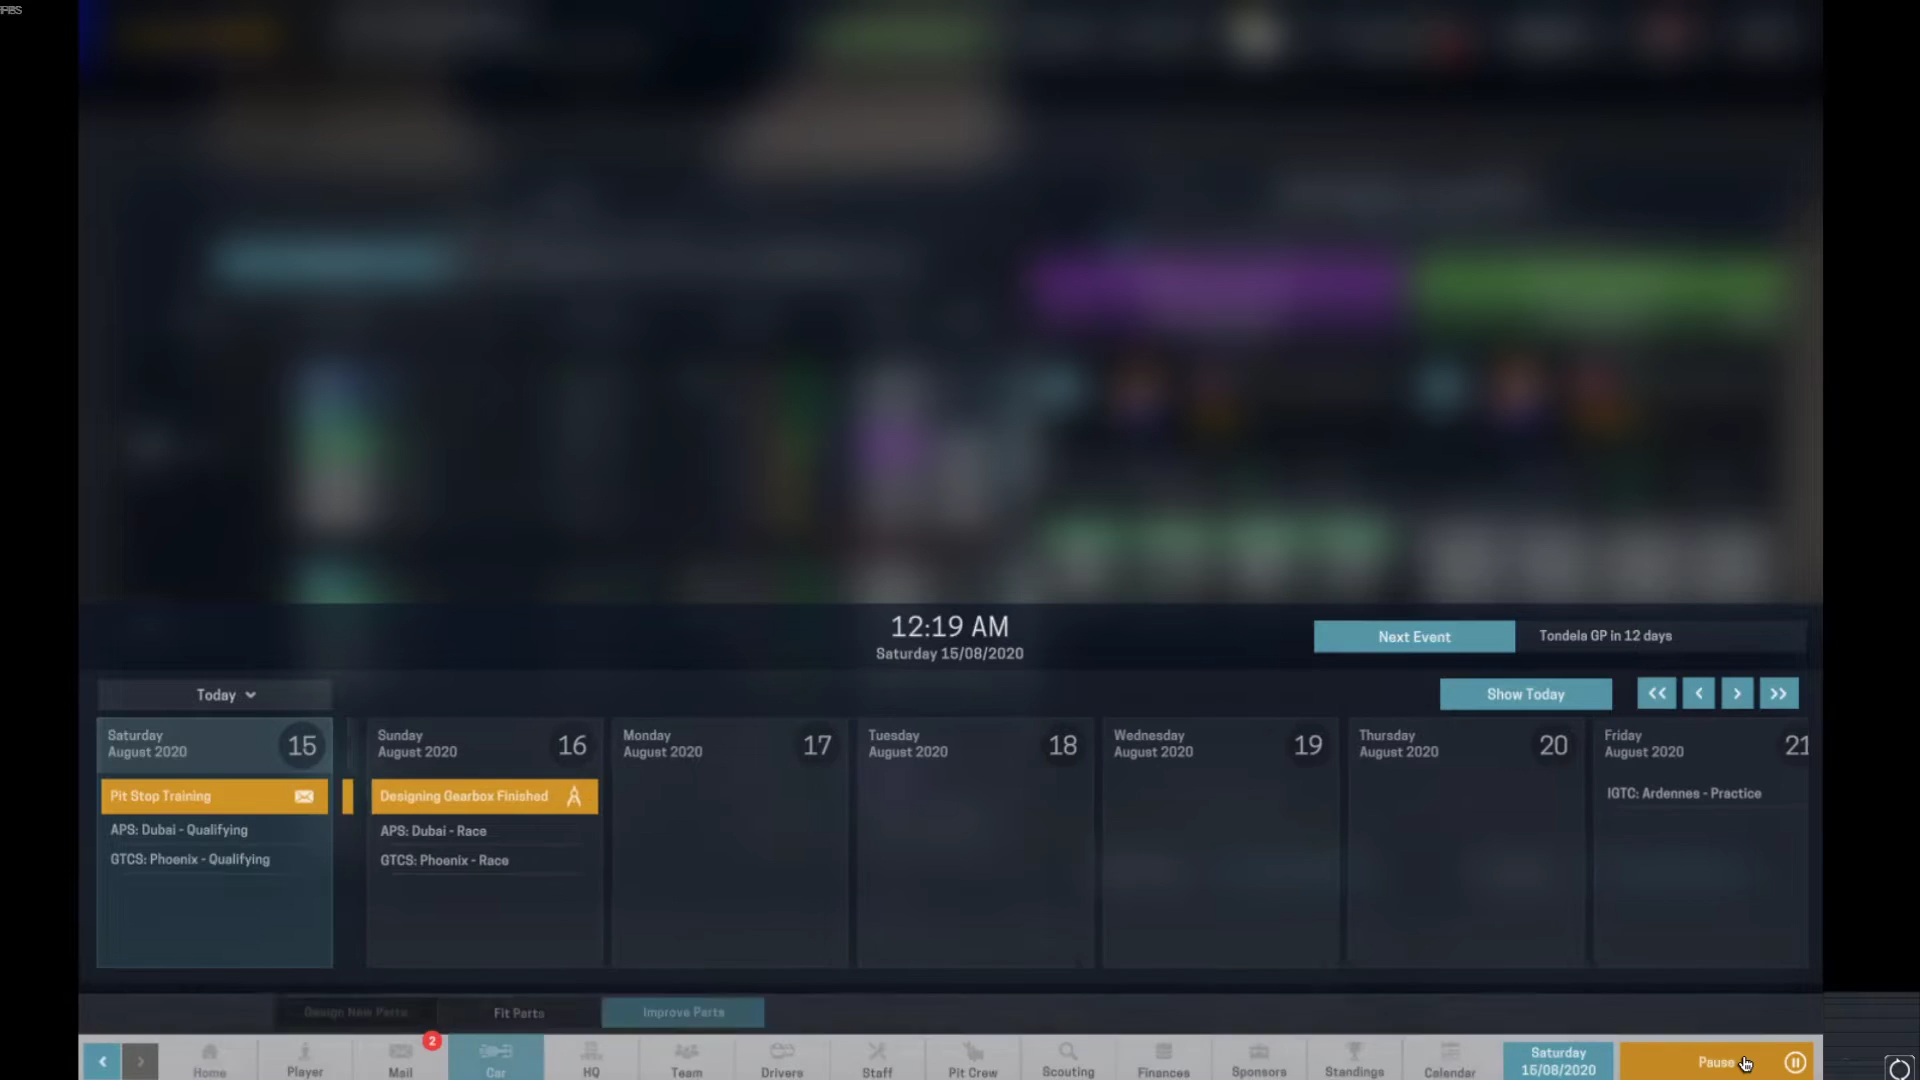 12:19 AM
Saturday 15/08/2020
Next Event
Tondela GP in 12 days
Today
Show Today
<< < > >>
Saturday
August 2020
15
Pit Stop Training
APS: Dubai - Qualifying
GTCS: Phoenix - Qualifying
Sunday
August 2020
16
Designing Gearbox Finished
APS: Dubai - Race
GTCS: Phoenix - Race
Monday
August 2020
17
Tuesday
August 2020
18
Wednesday
August 2020
19
Thursday
August 2020
20
Friday
August 2020
21
IGTC: Ardennes - Practice
Design New Parts
Fit Parts
Improve Parts
< >
Home
Player
Mail
2
Car
HQ
Team
Drivers
Staff
Pit Crew
Scouting
Finances
Sponsors
Standings
Calendar
Saturday
15/08/2020
Pause